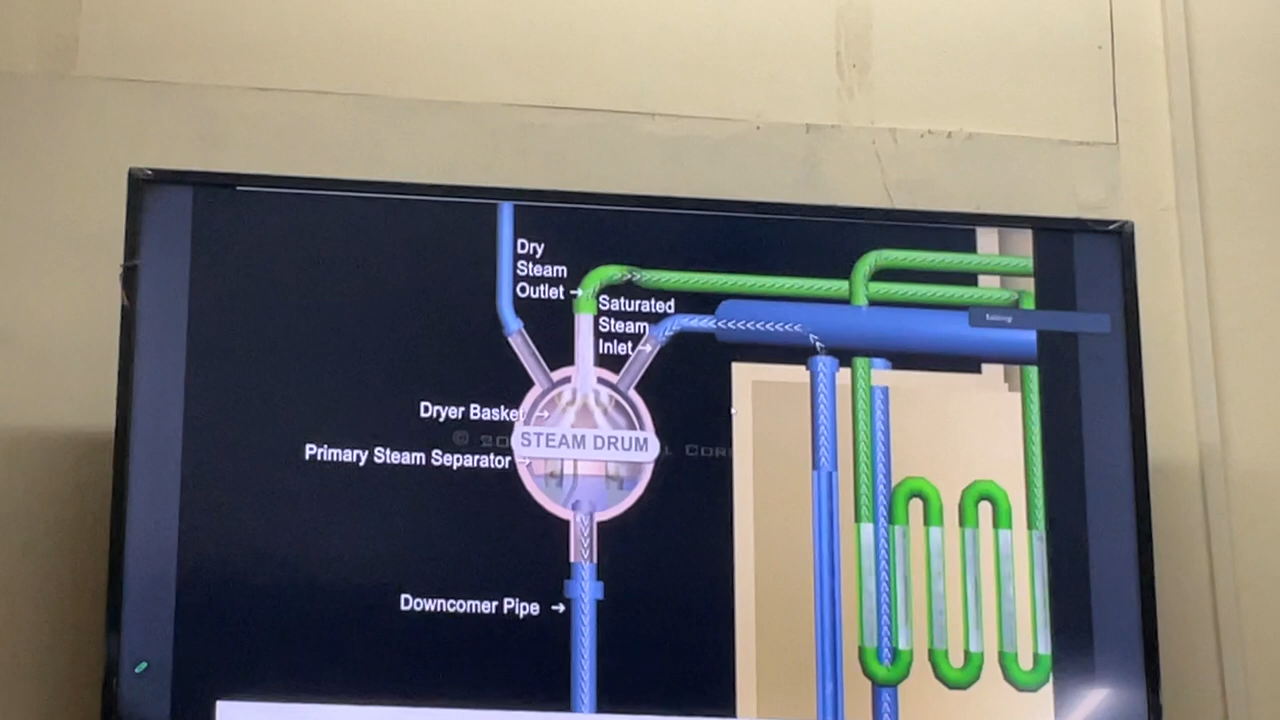 Dry
Steam
Outlet →
Saturated
Steam
Inlet →
Dryer Basket →
STEAM DRUM
Primary Steam Separator →
Downcomer Pipe →